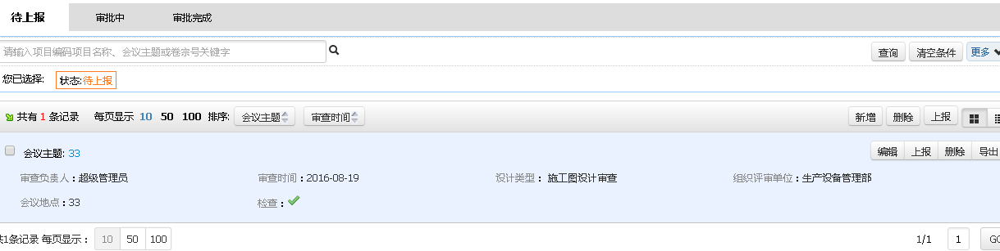 待上报 审批中 审批完成
请输入项目编码项目名称、会议主题或卷宗号关键字 查询 清空条件 更多
您已选择: 状态:待上报
共有 1 条记录 每页显示 10 50 100 排序: 会议主题 审查时间 新增 删除 上报
会议主题: 33 编辑 上报 删除 导出
审查负责人：超级管理员 审查时间：2016-08-19 设计类型： 施工图设计审查 组织评审单位：生产设备管理部
会议地点：33 检查：
共1条记录 每页显示： 10 50 100 1/1 1 GO